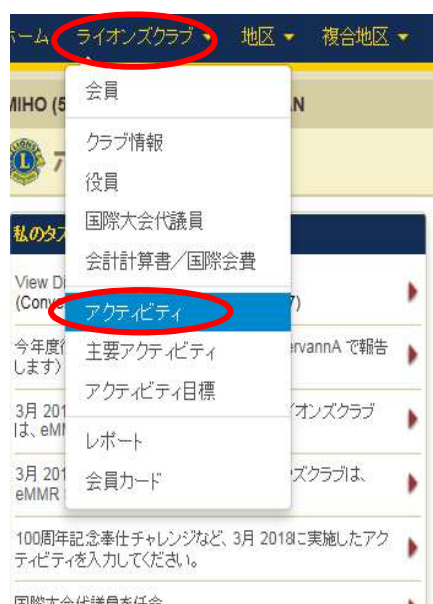 ホーム ライオンズクラブ 地区 複合地区
会員
MIHO (5
N
クラブ情報
役員
国際大会代議員
私のタス
会計計算書／国際会費
View Di
(Conve
7)
アクティビティ
今年度
ervannA で報告
主要アクティビティ
します)
アクティビティ目標
3月 201
イオンズクラブ
は、eMM
レポート
3月 201
ズクラブは、
会員カード
eMMR
100周年記念奉仕チャレンジなど、3月 2018に実施したアク
ティビティを入力してください。
国際大会代議員を任命